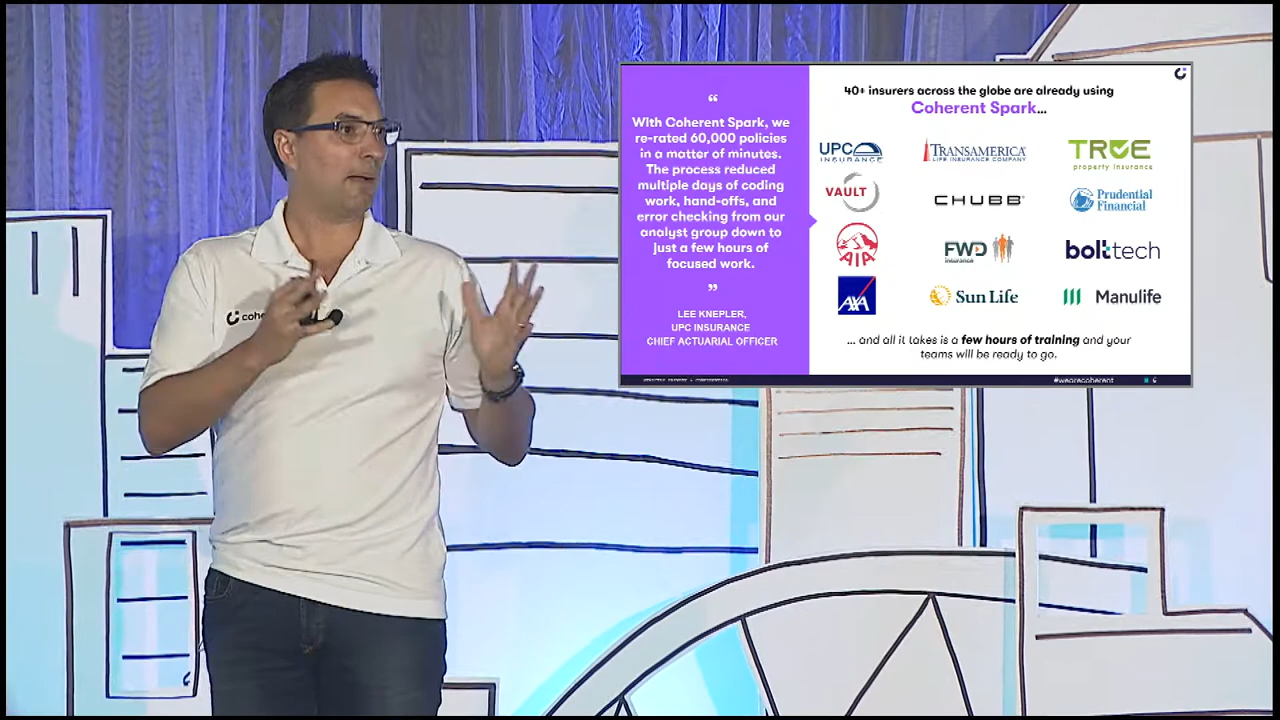 “
With Coherent Spark, we
re-rated 60,000 policies
in a matter of minutes.
The process reduced
multiple days of coding
work, hand-offs, and
error checking from our
analyst group down to
just a few hours of
focused work.
”
LEE KNEPLER,
UPC INSURANCE
CHIEF ACTUARIAL OFFICER
40+ insurers across the globe are already using
Coherent Spark...
UPC
INSURANCE
TRANSAMERICA®
LIFE INSURANCE COMPANY
TRUE
property insurance
VAULT
CHUBB®
Prudential
Financial
AIA
FWD
insurance
bolttech
AXA
Sun Life
Manulife
... and all it takes is a few hours of training and your
teams will be ready to go.
#wearecoherent